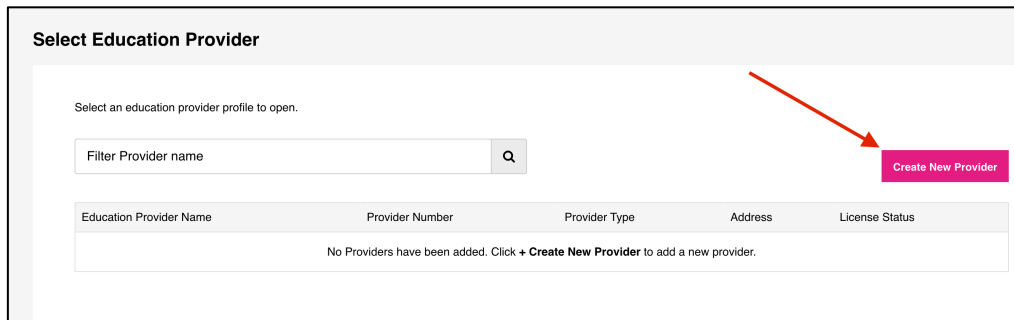 Select Education Provider
Select an education provider profile to open.
Filter Provider name
Create New Provider
Education Provider Name Provider Number Provider Type Address License Status
No Providers have been added. Click + Create New Provider to add a new provider.